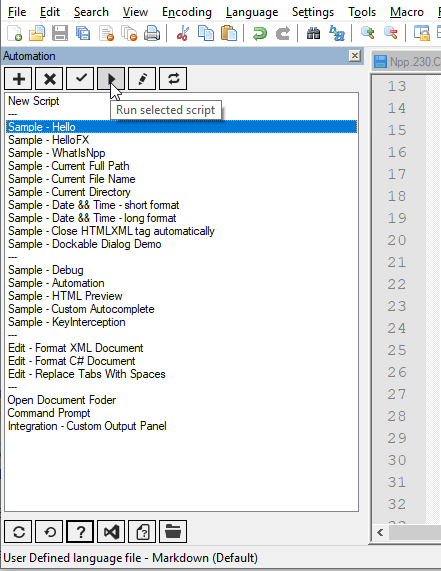 File Edit Search View Encoding Language Settings Tools Macro
Automation
Npp.230.C
New Script
---
Run selected script
Sample - Hello
Sample - HelloFX
Sample - WhatIsNpp
Sample - Current Full Path
Sample - Current File Name
Sample - Current Directory
Sample - Date && Time - short format
Sample - Date && Time - long format
Sample - Close HTMLXML tag automatically
Sample - Dockable Dialog Demo
---
Sample - Debug
Sample - Automation
Sample - HTML Preview
Sample - Custom Autocomplete
Sample - KeyInterception
---
Edit - Format XML Document
Edit - Format C# Document
Edit - Replace Tabs With Spaces
---
Open Document Foder
Command Prompt
Integration - Custom Output Panel
13
14
15
16
17
18
19
20
21
22
23
24
25
26
27
28
29
30
31
32
User Defined language file - Markdown (Default)